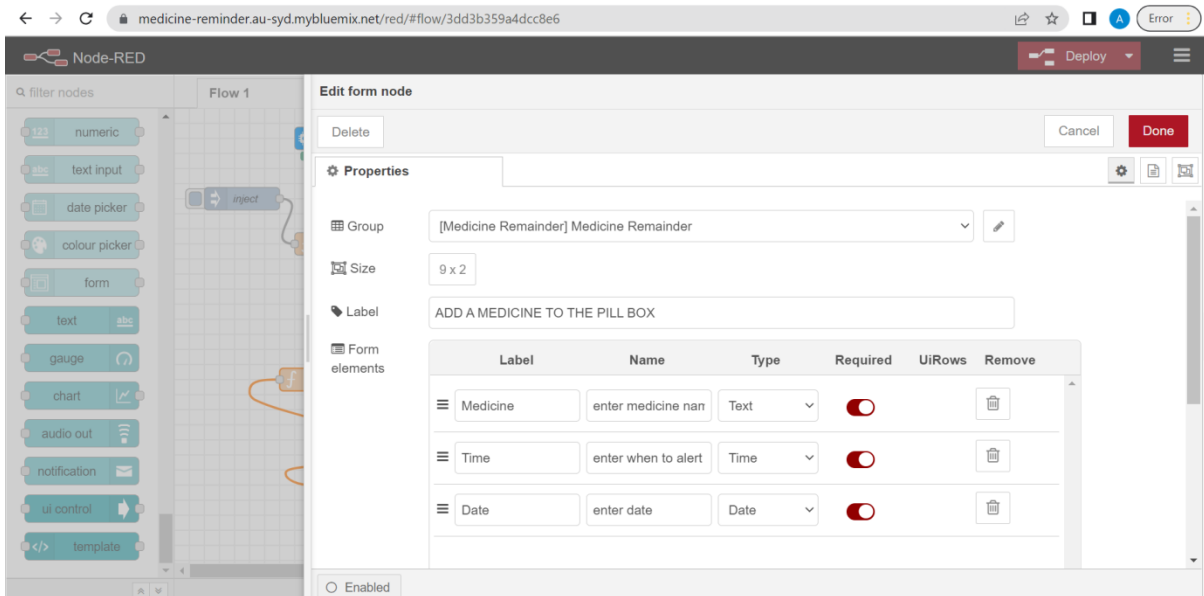 medicine-reminder.au-syd.mybluemix.net/red/#flow/3dd3b359a4dcc8e6
A
Error
Node-RED
Deploy
filter nodes
Flow 1
Edit form node
Delete
Cancel
Done
Properties
123 numeric
abc text input
date picker
colour picker
form
text abc
gauge
chart
audio out
notification
ui control
</> template
inject
f
Group
[Medicine Remainder] Medicine Remainder
Size
9 x 2
Label
ADD A MEDICINE TO THE PILL BOX
Form
elements
Label Name Type Required UiRows Remove
Medicine enter medicine nam Text
Time enter when to alert Time
Date enter date Date
Enabled